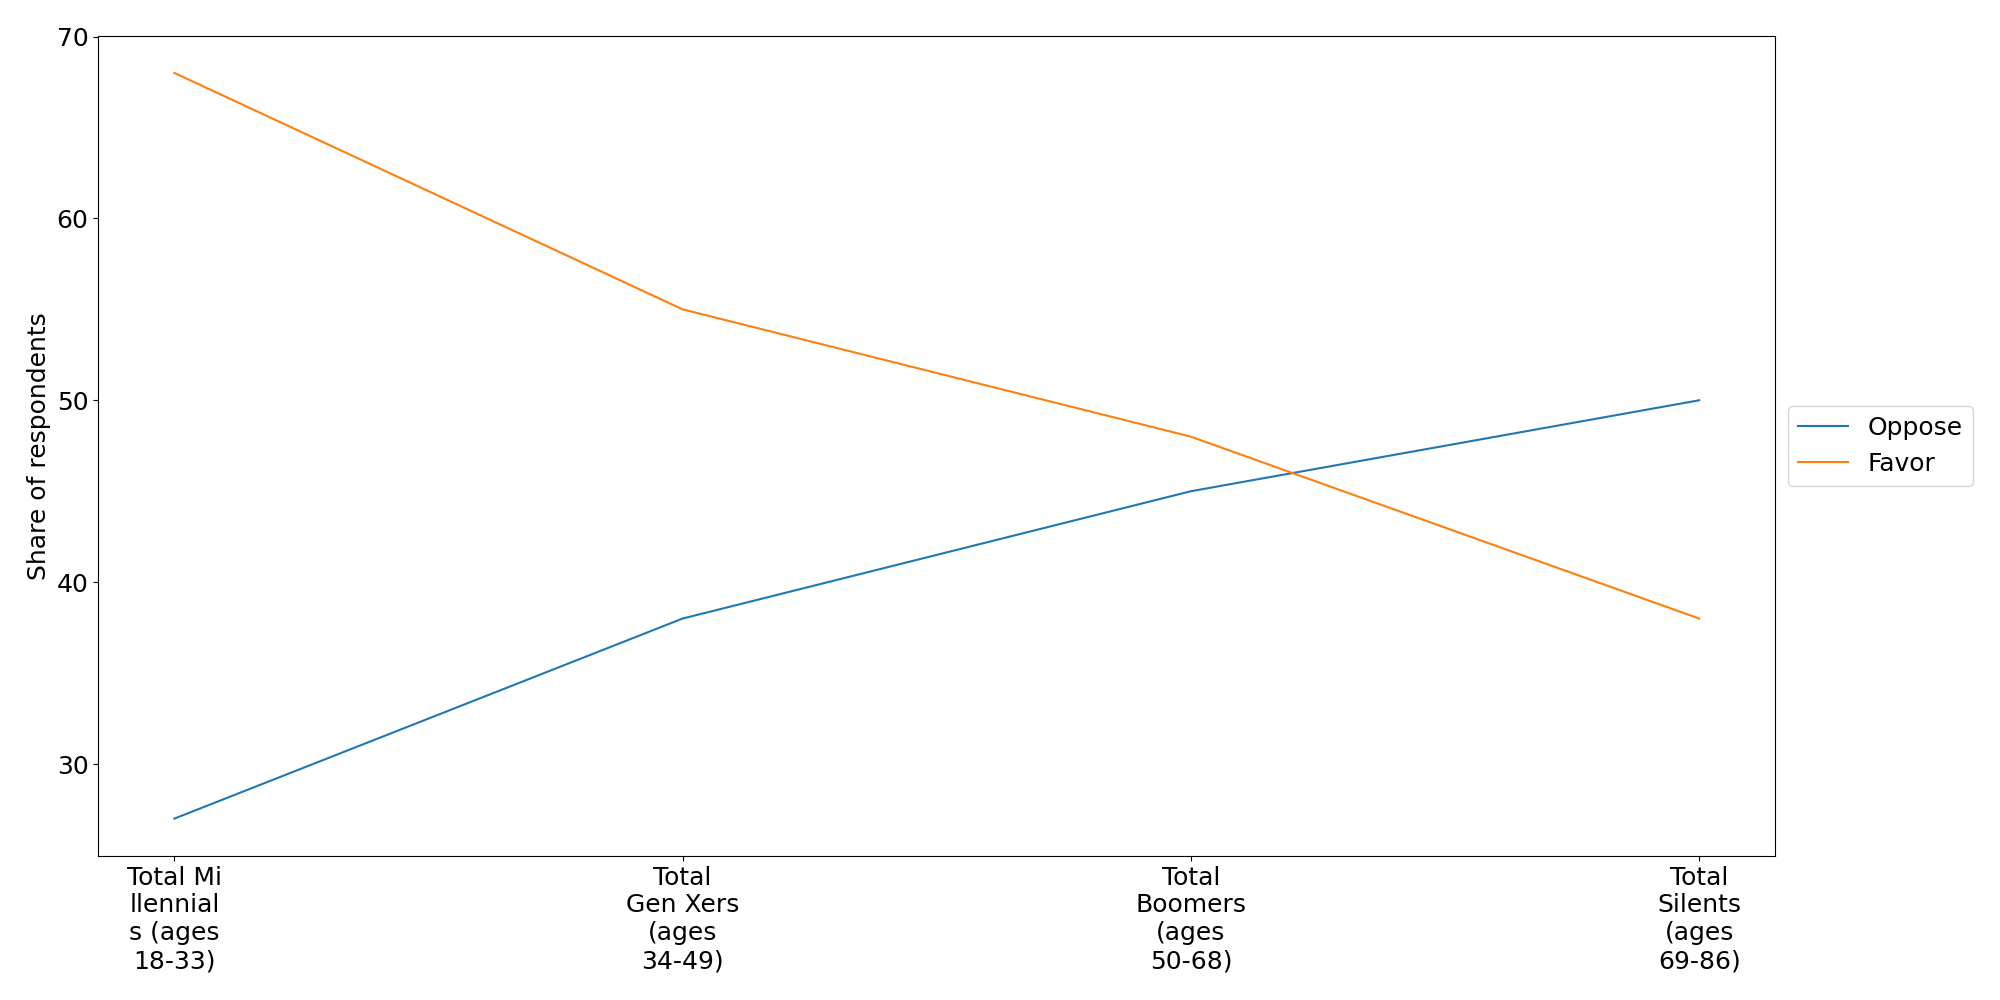 70
60
50
40
30
Share of respondents
Total Mi
llennial
s (ages
18-33)
Total
Gen Xers
(ages
34-49)
Total
Boomers
(ages
50-68)
Total
Silents
(ages
69-86)
Oppose
Favor